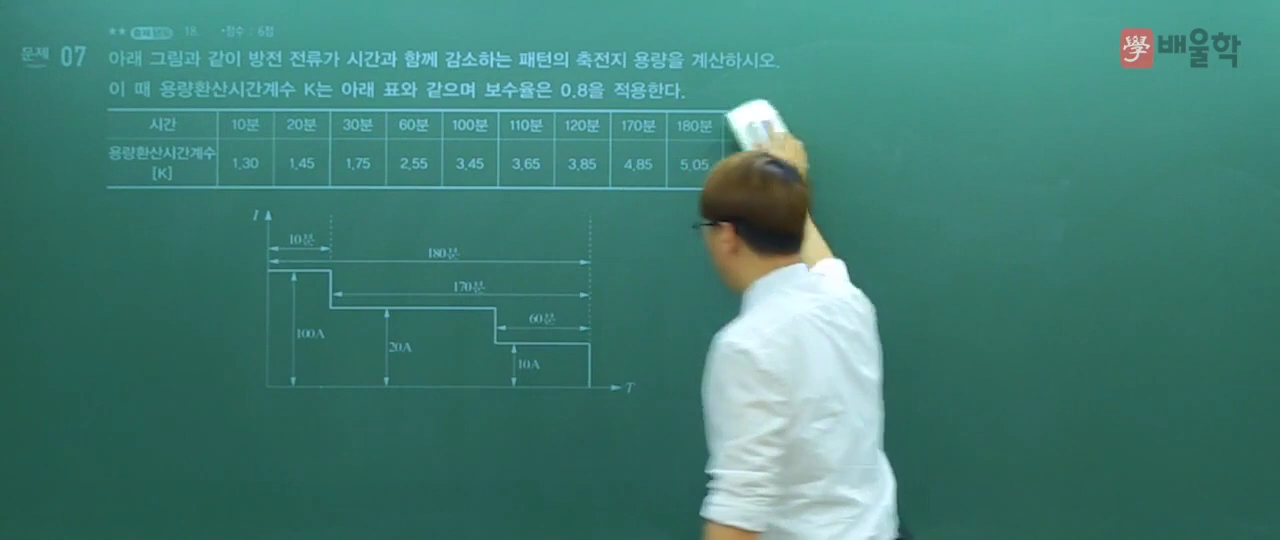 ★★ 18. •점수 : 6점
문제 07 아래 그림과 같이 방전 전류가 시간과 함께 감소하는 패턴의 축전지 용량을 계산하시오.
이 때 용량환산시간계수 K는 아래 표와 같으며 보수율은 0.8을 적용한다.
시간 10분 20분 30분 60분 100분 110분 120분 170분 180분
용량환산시간계수 [K] 1.30 1.45 1.75 2.55 3.45 3.65 3.85 4.85 5.05
I
10분
180분
170분
60분
100A
20A
10A
T
學 배울학